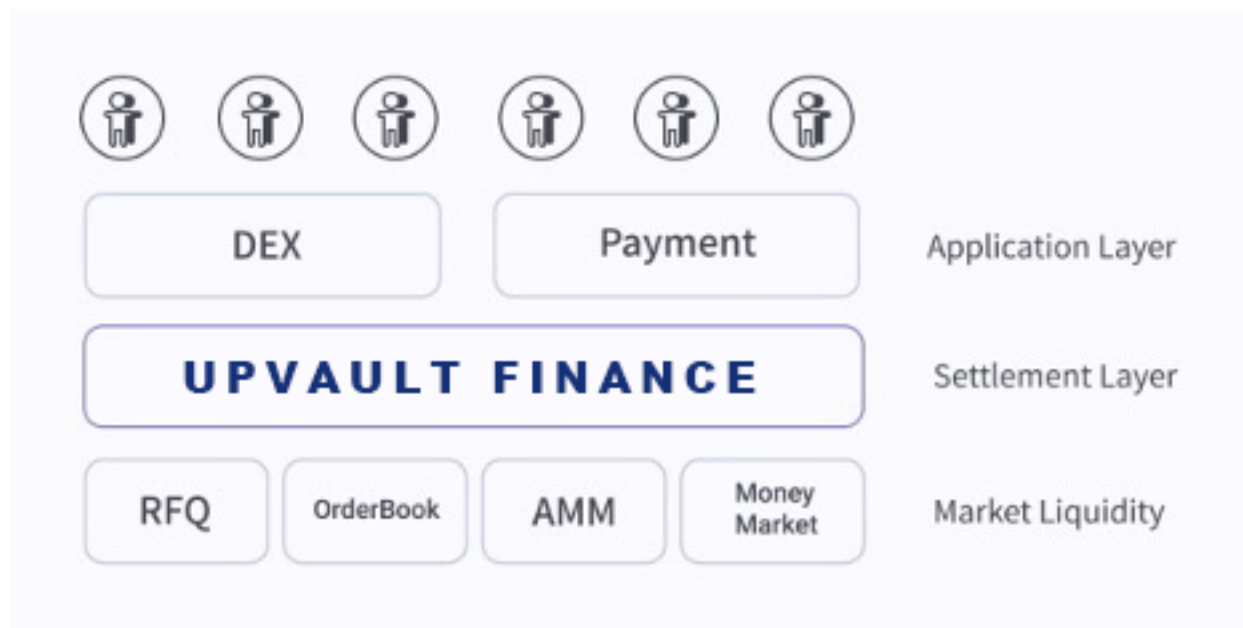 DEX
Payment
Application Layer
UPVAULT FINANCE
Settlement Layer
RFQ
OrderBook
AMM
Money
Market
Market Liquidity